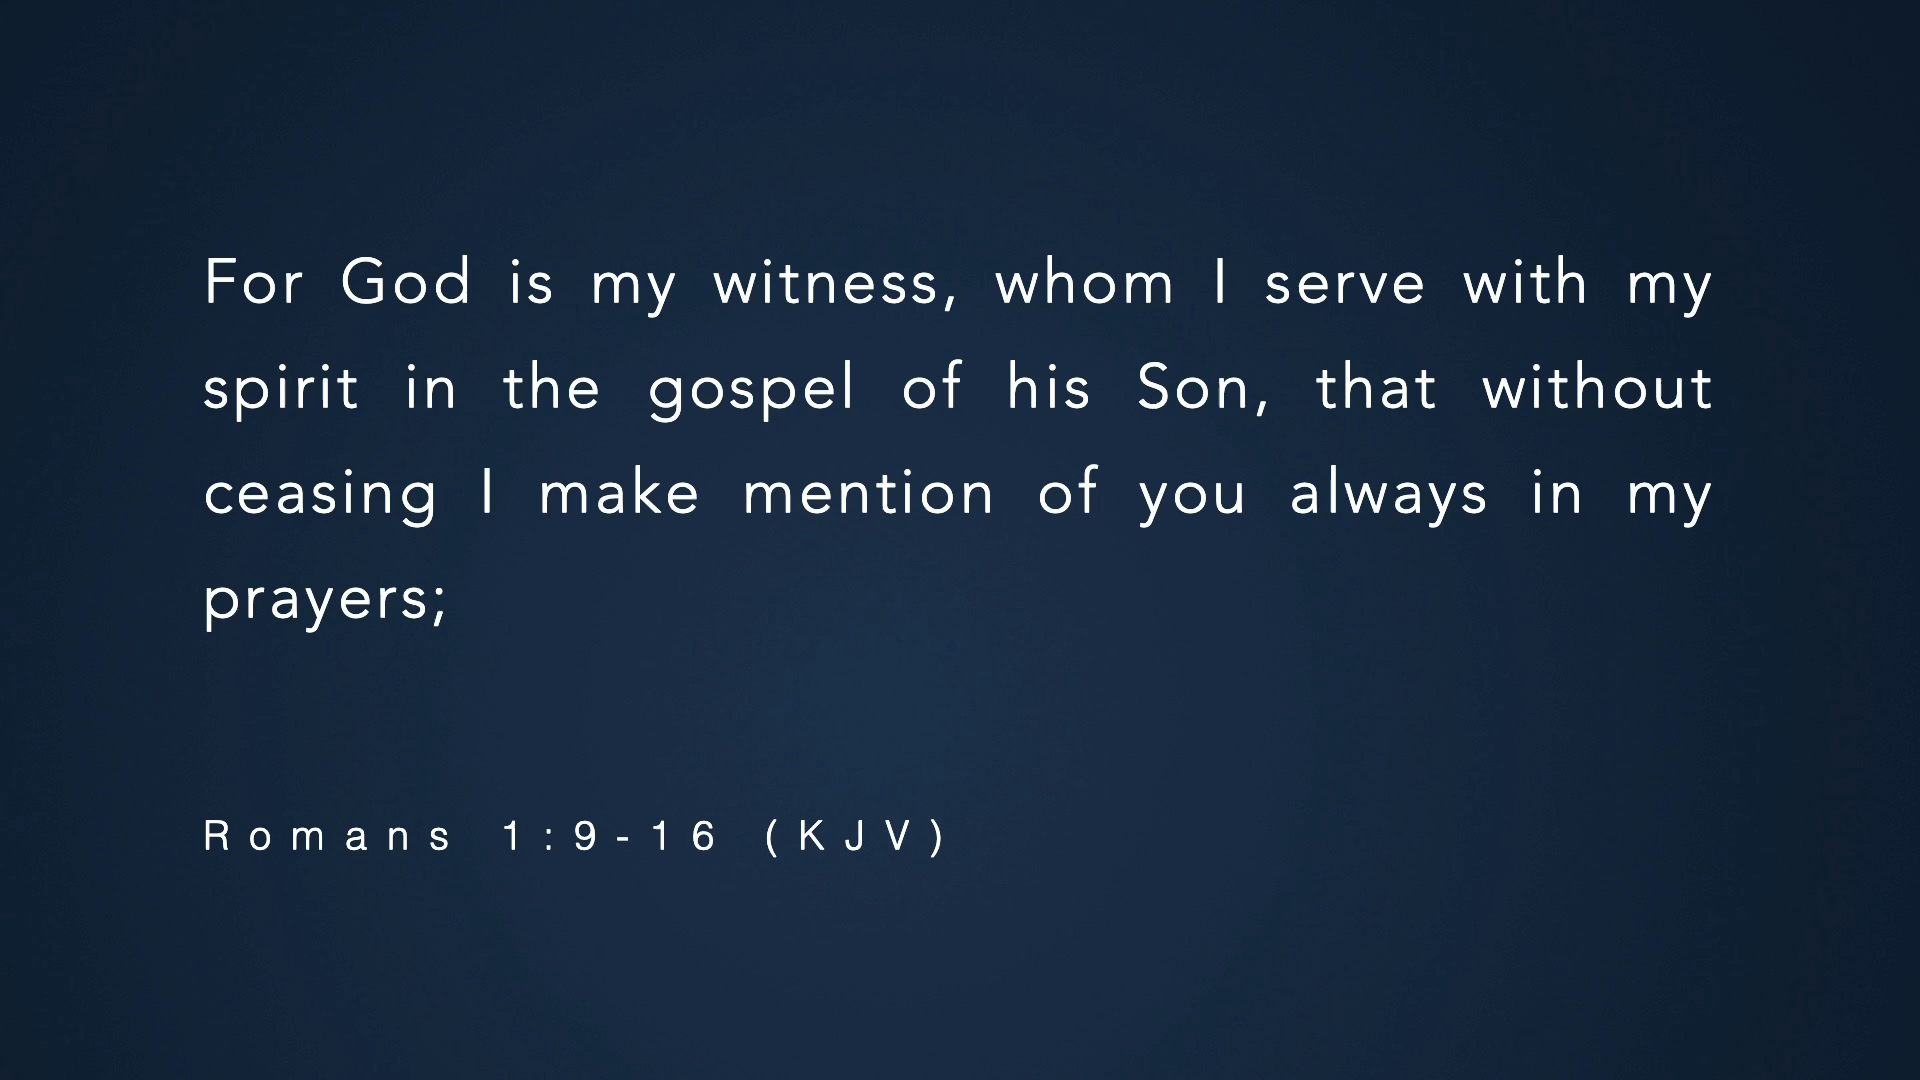 For God is my witness, whom I serve with my
spirit in the gospel of his Son, that without
ceasing I make mention of you always in my
prayers;
Romans 1:9-16 (KJV)